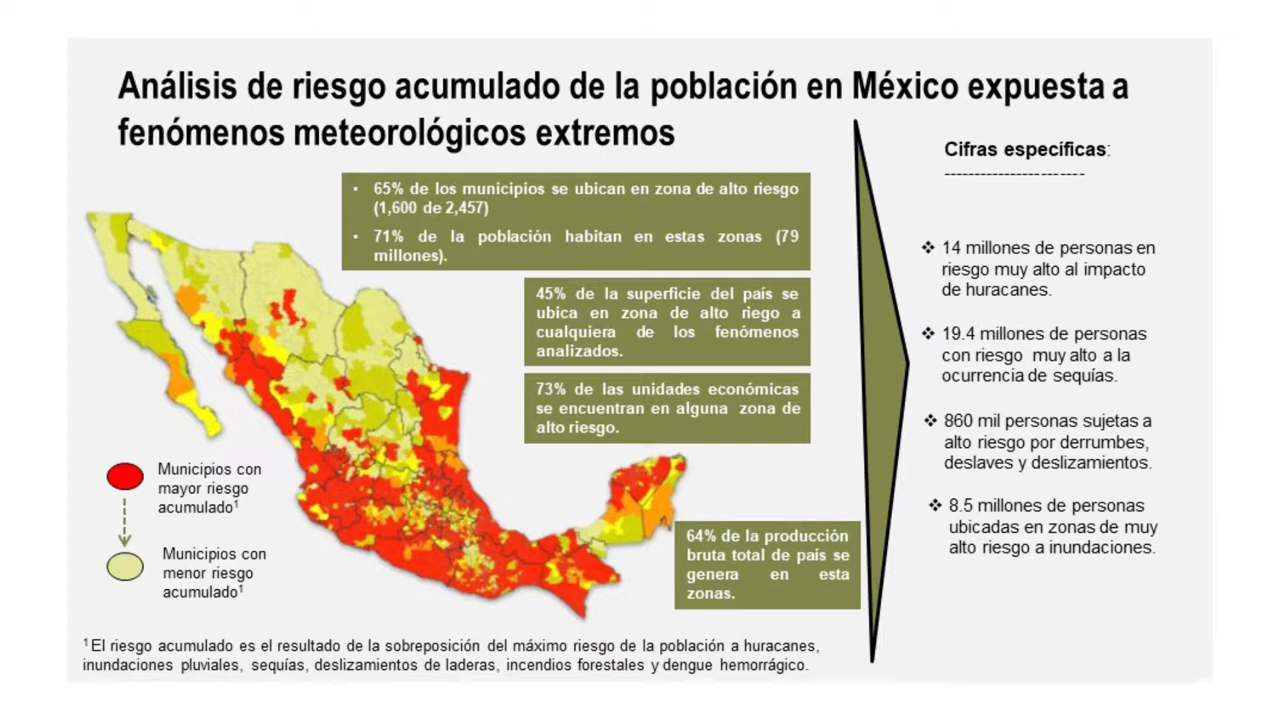 Análisis de riesgo acumulado de la población en México expuesta a
fenómenos meteorológicos extremos
▪ 65% de los municipios se ubican en zona de alto riesgo
(1,600 de 2,457)
▪ 71% de la población habitan en estas zonas (79
millones).
45% de la superficie del país se
ubica en zona de alto riego a
cualquiera de los fenómenos
analizados.
73% de las unidades económicas
se encuentran en alguna zona de
alto riesgo.
64% de la producción
bruta total de país se
genera en esta
zonas.
Municipios con
mayor riesgo
acumulado¹
Municipios con
menor riesgo
acumulado¹
¹ El riesgo acumulado es el resultado de la sobreposición del máximo riesgo de la población a huracanes,
inundaciones pluviales, sequías, deslizamientos de laderas, incendios forestales y dengue hemorrágico.
Cifras específicas:
-----------------------
❖ 14 millones de personas en
riesgo muy alto al impacto
de huracanes.
❖ 19.4 millones de personas
con riesgo muy alto a la
ocurrencia de sequías.
❖ 860 mil personas sujetas a
alto riesgo por derrumbes,
deslaves y deslizamientos.
❖ 8.5 millones de personas
ubicadas en zonas de muy
alto riesgo a inundaciones.